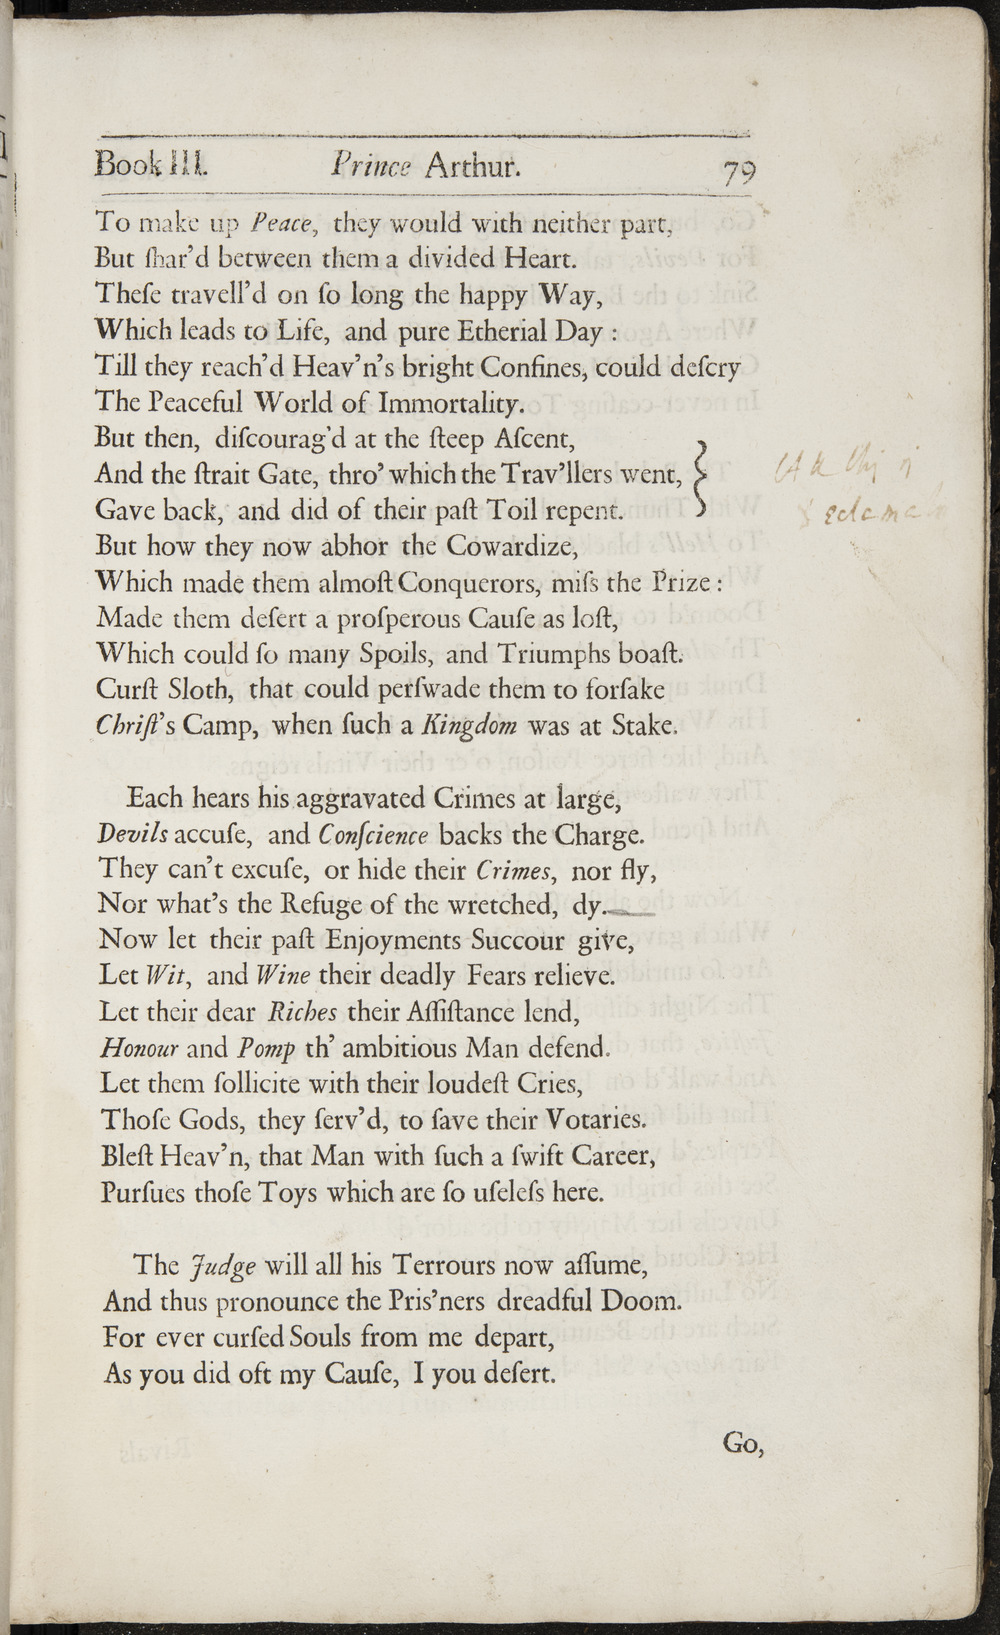 Book III. Prince Arthur. 79
To make up Peace, they would with neither part,
But ſhar'd between them a divided Heart.
Theſe travell'd on ſo long the happy Way,
Which leads to Life, and pure Etherial Day :
Till they reach'd Heav'n's bright Confines, could deſcry
The Peaceful World of Immortality.
But then, diſcourag'd at the ſteep Aſcent,
And the ſtrait Gate, thro' which the Trav'llers went,
Gave back, and did of their paſt Toil repent.
But how they now abhor the Cowardize,
Which made them almoſt Conquerors, miſs the Prize :
Made them deſert a proſperous Cauſe as loſt,
Which could ſo many Spoils, and Triumphs boaſt.
Curſt Sloth, that could perſwade them to forſake
Chriſt's Camp, when ſuch a Kingdom was at Stake.
Each hears his aggravated Crimes at large,
Devils accuſe, and Conſcience backs the Charge.
They can't excuſe, or hide their Crimes, nor fly,
Nor what's the Refuge of the wretched, dy.
Now let their paſt Enjoyments Succour give,
Let Wit, and Wine their deadly Fears relieve.
Let their dear Riches their Aſſiſtance lend,
Honour and Pomp th' ambitious Man defend.
Let them ſollicite with their loudeſt Cries,
Thoſe Gods, they ſerv'd, to ſave their Votaries.
Bleſt Heav'n, that Man with ſuch a ſwift Career,
Purſues thoſe Toys which are ſo uſeleſs here.
The Judge will all his Terrours now aſſume,
And thus pronounce the Pris'ners dreadful Doom.
For ever curſed Souls from me depart,
As you did oft my Cauſe, I you deſert.
Go,